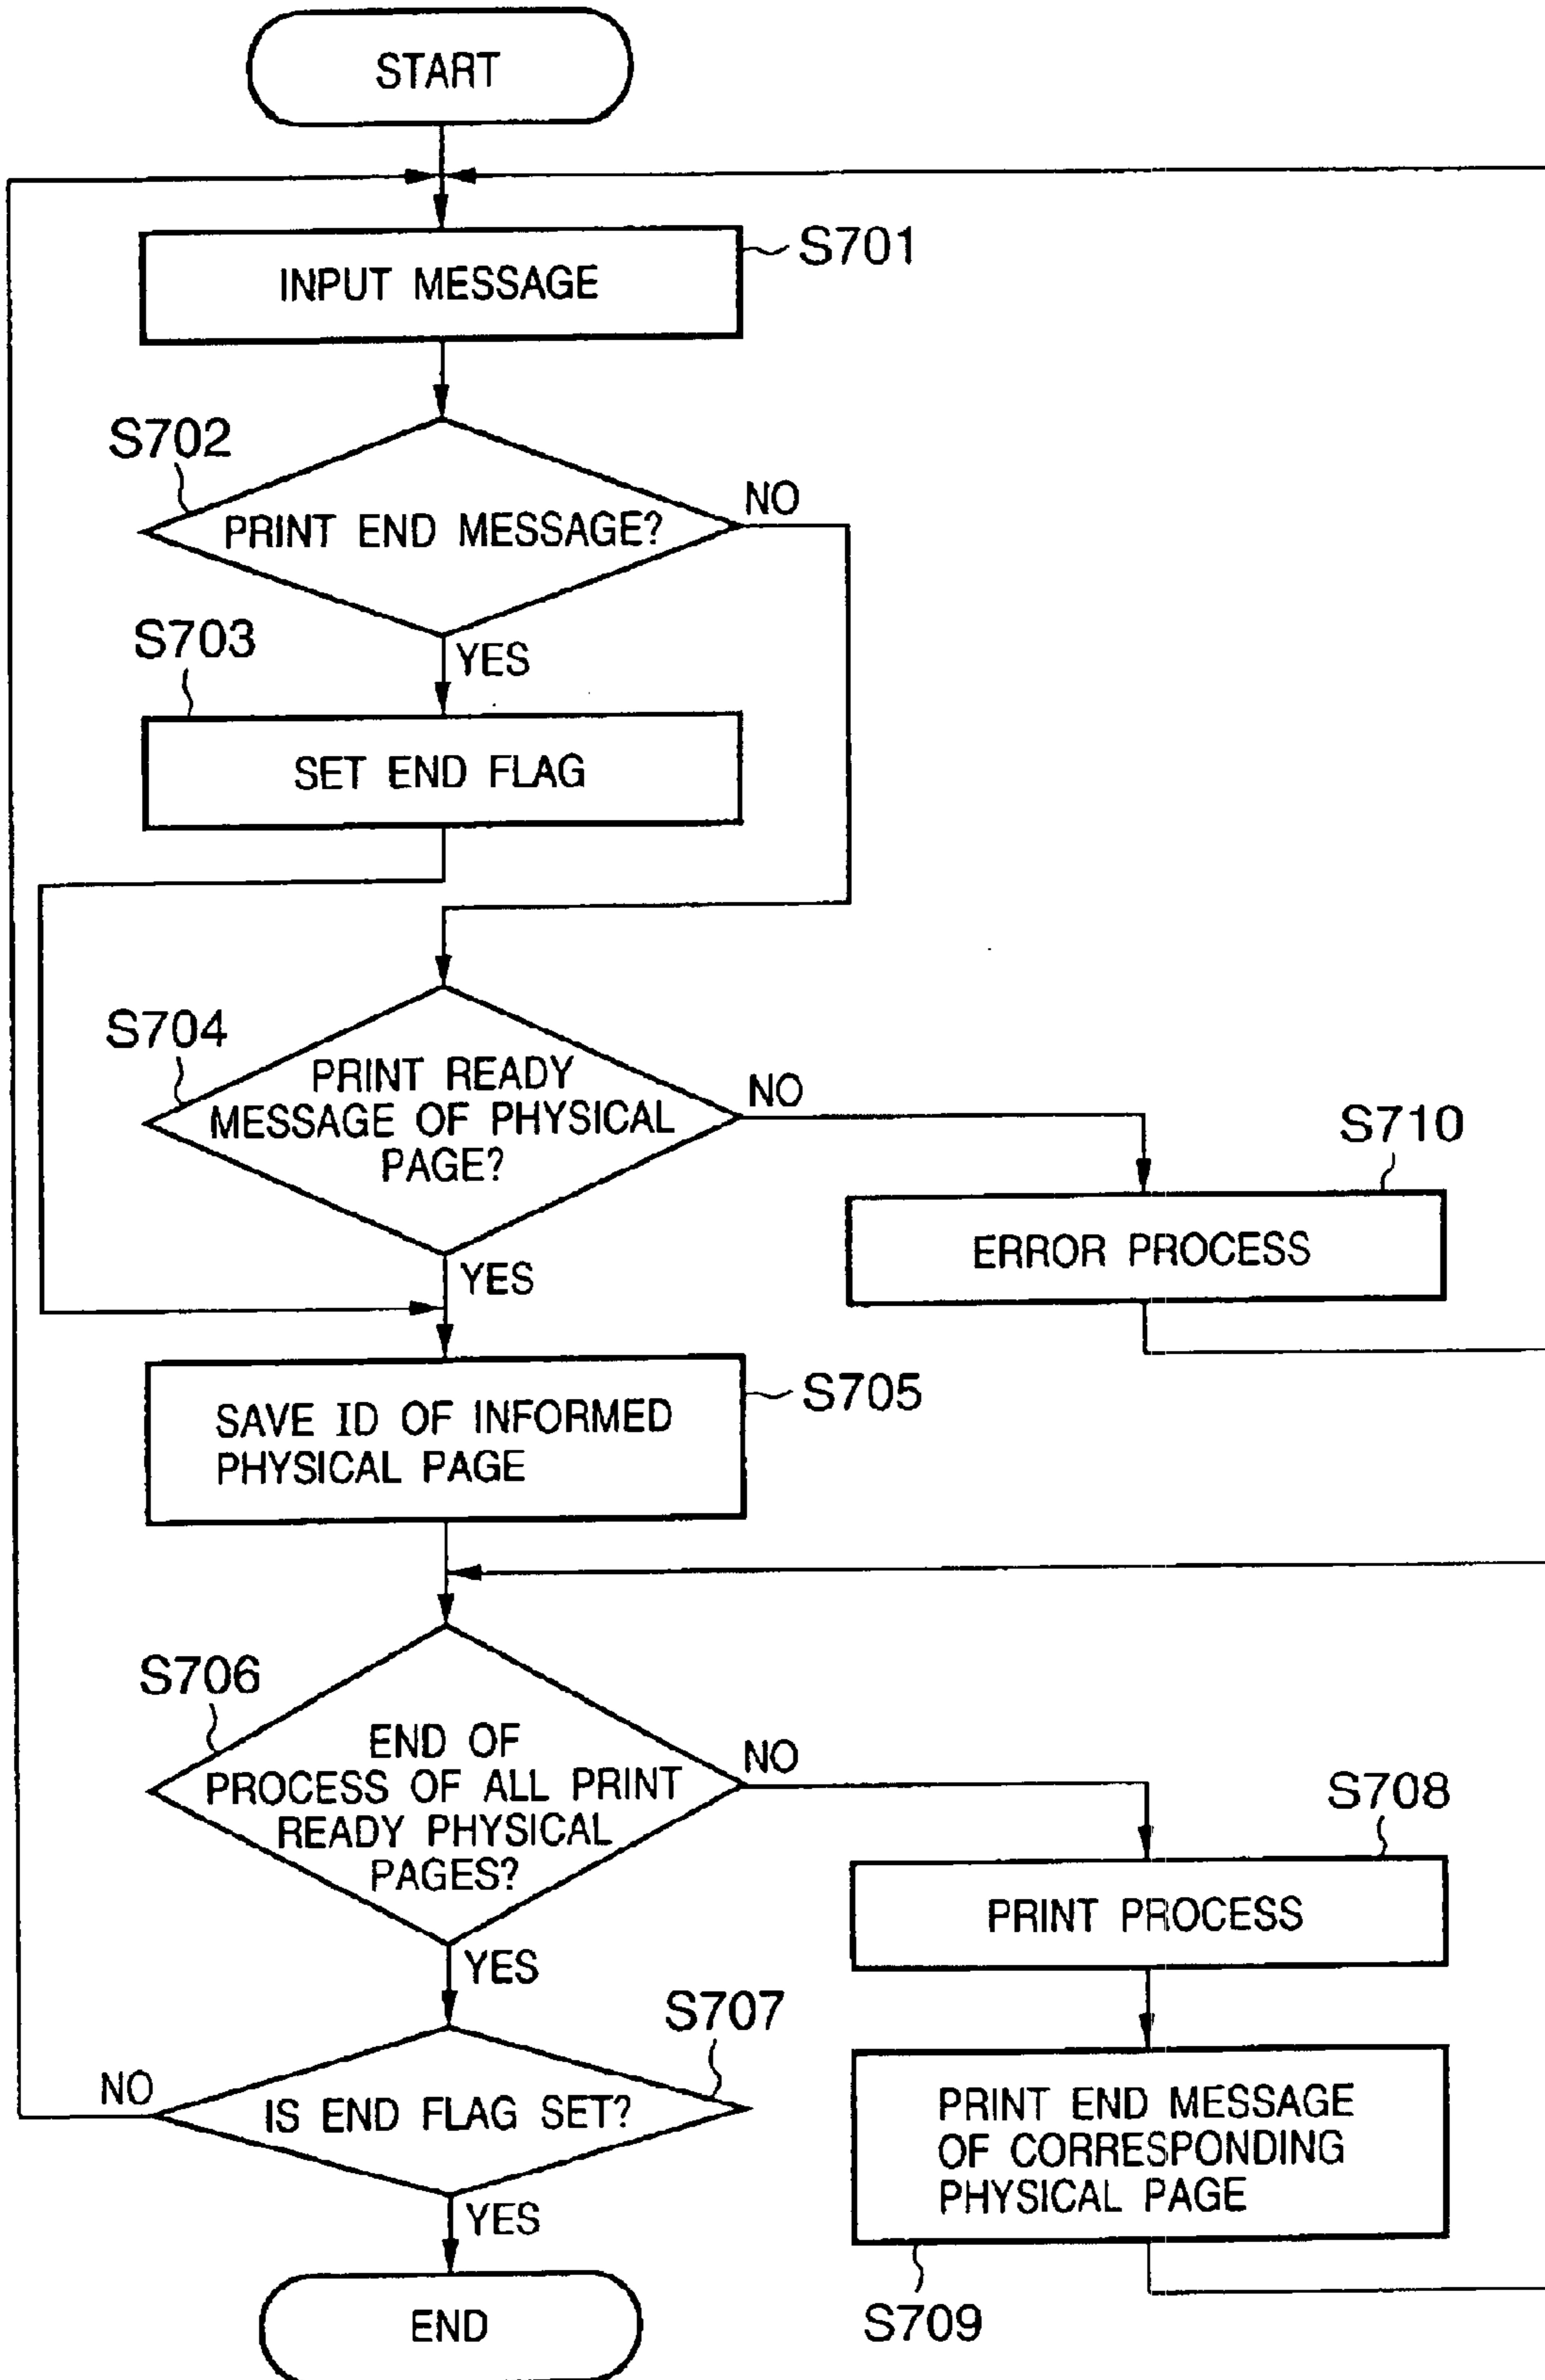 START
INPUT MESSAGE
S701
S702
PRINT END MESSAGE?
NO
YES
S703
SET END FLAG
S704
PRINT READY
MESSAGE OF PHYSICAL
PAGE?
NO
YES
S710
ERROR PROCESS
SAVE ID OF INFORMED
PHYSICAL PAGE
S705
S706
END OF
PROCESS OF ALL PRINT
READY PHYSICAL
PAGES?
NO
YES
S708
PRINT PROCESS
S707
IS END FLAG SET?
NO
YES
PRINT END MESSAGE
OF CORRESPONDING
PHYSICAL PAGE
S709
END